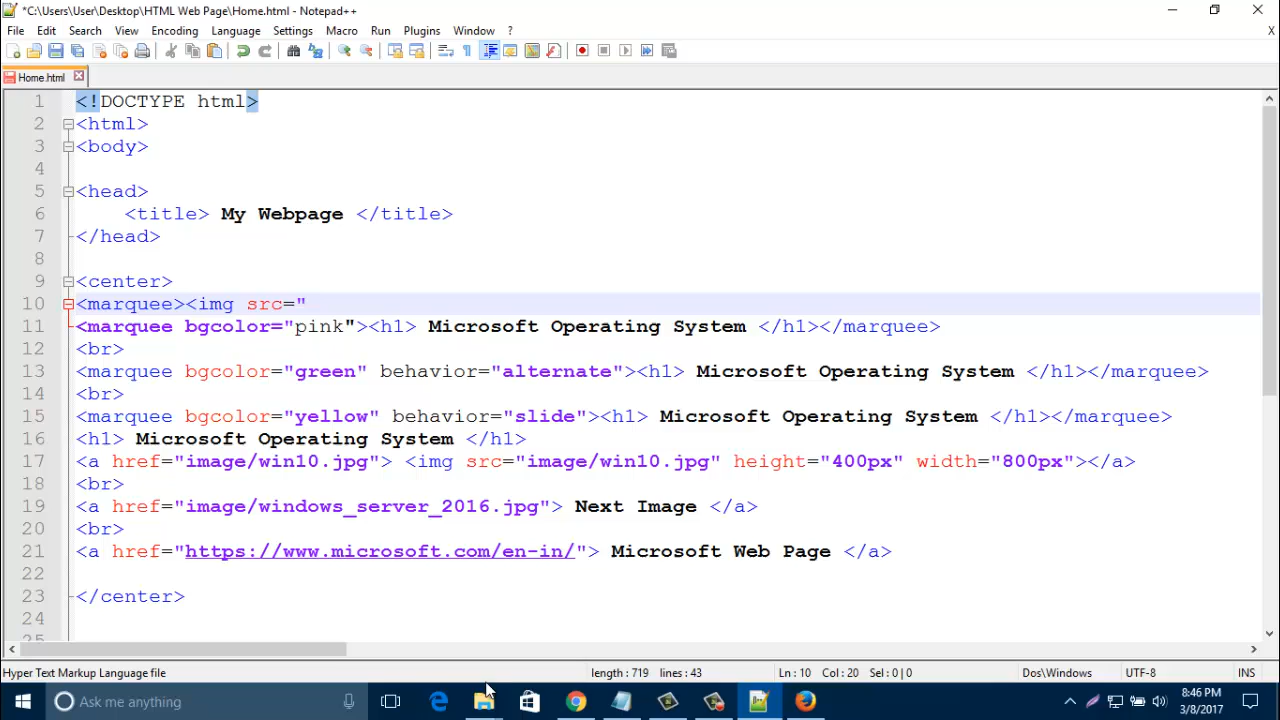 *C:\Users\User\Desktop\HTML Web Page\Home.html - Notepad++
File Edit Search View Encoding Language Settings Macro Run Plugins Window ? X
Home.html
1 <!DOCTYPE html>
2 <html>
3 <body>
4
5 <head>
6 <title> My Webpage </title>
7 </head>
8
9 <center>
10 <marquee><img src="
11 <marquee bgcolor="pink"><h1> Microsoft Operating System </h1></marquee>
12 <br>
13 <marquee bgcolor="green" behavior="alternate"><h1> Microsoft Operating System </h1></marquee>
14 <br>
15 <marquee bgcolor="yellow" behavior="slide"><h1> Microsoft Operating System </h1></marquee>
16 <h1> Microsoft Operating System </h1>
17 <a href="image/win10.jpg"> <img src="image/win10.jpg" height="400px" width="800px"></a>
18 <br>
19 <a href="image/windows_server_2016.jpg"> Next Image </a>
20 <br>
21 <a href="https://www.microsoft.com/en-in/"> Microsoft Web Page </a>
22
23 </center>
24
25
Hyper Text Markup Language file length : 719 lines : 43 Ln : 10 Col : 20 Sel : 0 | 0 Dos\Windows UTF-8 INS
Ask me anything
8:46 PM
3/8/2017